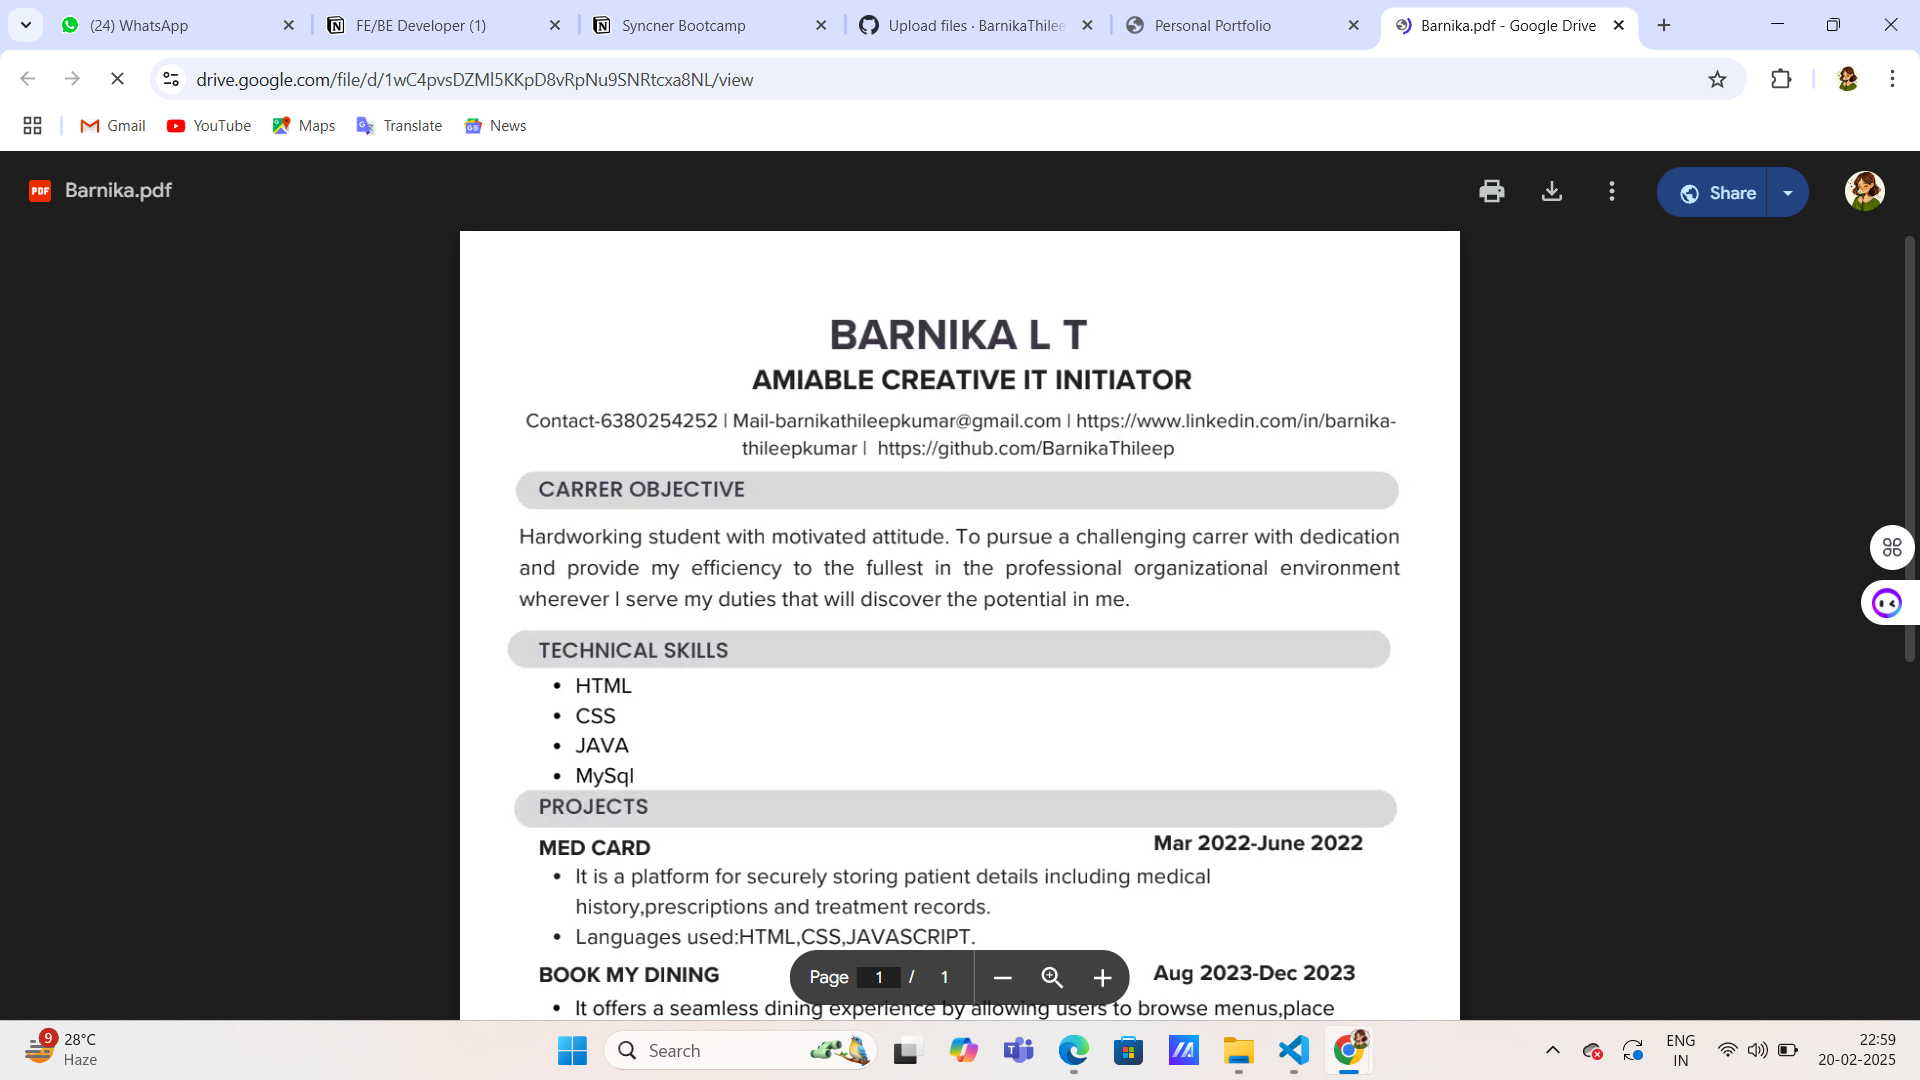 (24) WhatsApp
FE/BE Developer (1)
Syncner Bootcamp
Upload files · BarnikaThilee
Personal Portfolio
Barnika.pdf - Google Drive
drive.google.com/file/d/1wC4pvsDZMl5KKpD8vRpNu9SNRtcxa8NL/view
Gmail
YouTube
Maps
Translate
News
PDF
Barnika.pdf
Share
BARNIKA L T
AMIABLE CREATIVE IT INITIATOR
Contact-6380254252 | Mail-barnikathileepkumar@gmail.com | https://www.linkedin.com/in/barnika-
thileepkumar | https://github.com/BarnikaThileep
CARRER OBJECTIVE
Hardworking student with motivated attitude. To pursue a challenging carrer with dedication
and provide my efficiency to the fullest in the professional organizational environment
wherever I serve my duties that will discover the potential in me.
TECHNICAL SKILLS
• HTML
• CSS
• JAVA
• MySql
PROJECTS
MED CARD
Mar 2022-June 2022
• It is a platform for securely storing patient details including medical
history,prescriptions and treatment records.
• Languages used:HTML,CSS,JAVASCRIPT.
BOOK MY DINING
Aug 2023-Dec 2023
Page 1 / 1
• It offers a seamless dining experience by allowing users to browse menus,place
9
28°C
Haze
Search
ENG
IN
22:59
20-02-2025